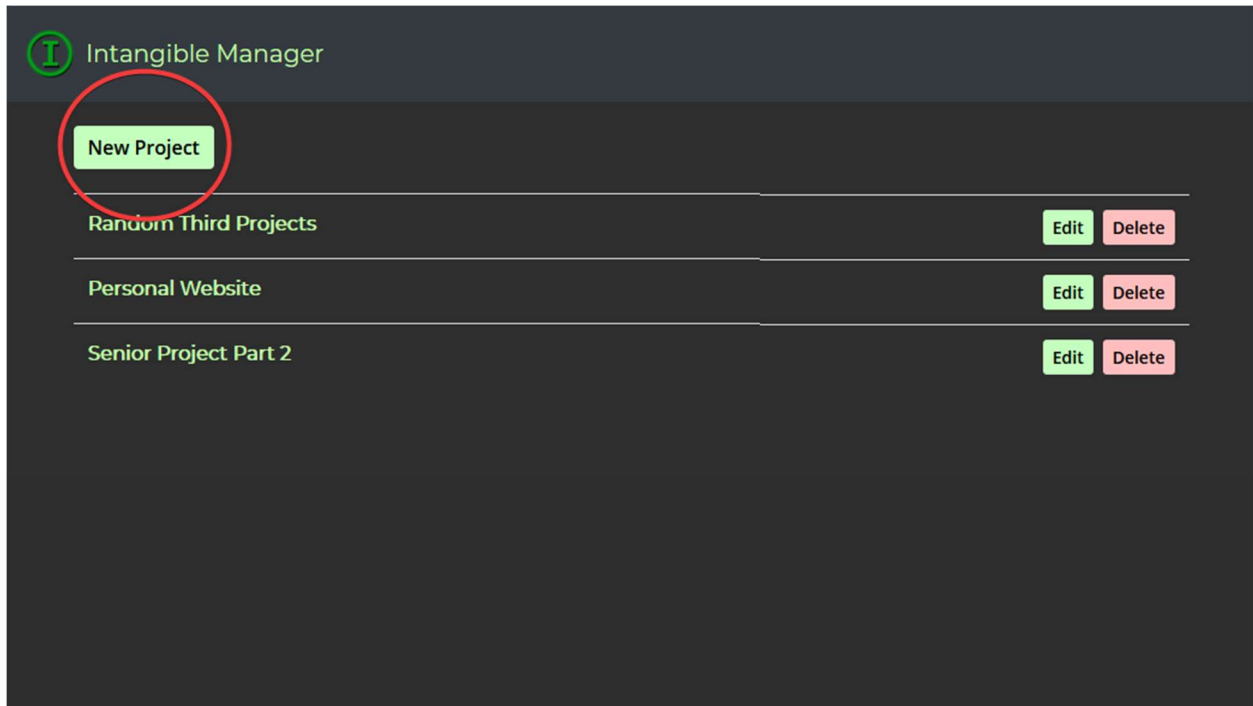 I Intangible Manager
New Project
Random Third Projects Edit Delete
Personal Website Edit Delete
Senior Project Part 2 Edit Delete